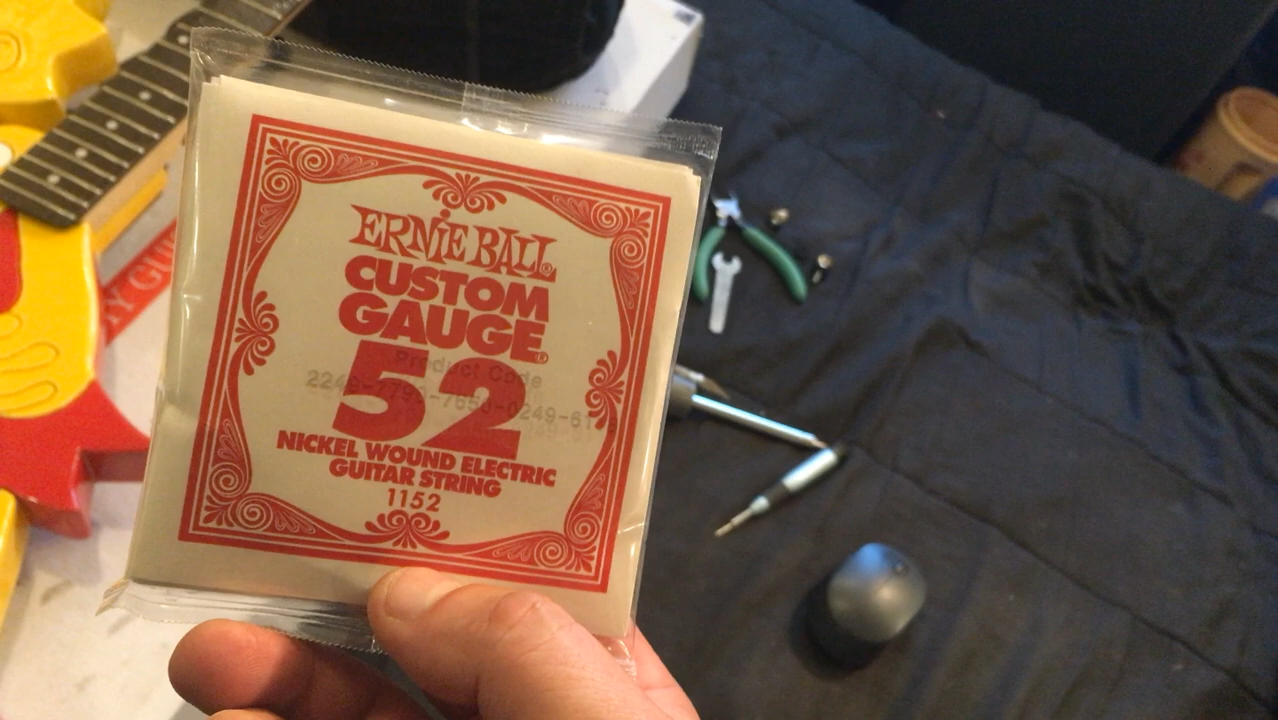 ERNIE BALL®
CUSTOM
GAUGE®
52
Product Code
NICKEL WOUND ELECTRIC
GUITAR STRING
1152